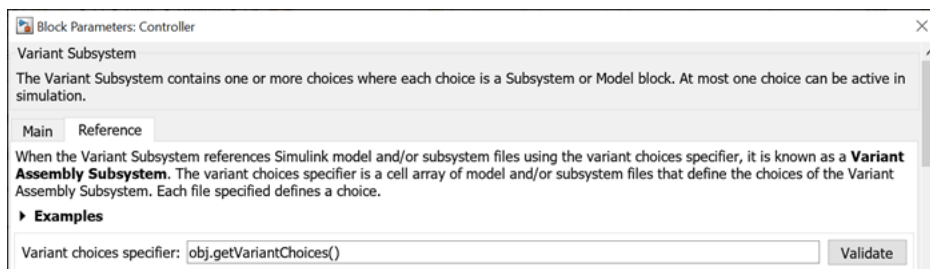 Block Parameters: Controller
Variant Subsystem
The Variant Subsystem contains one or more choices where each choice is a Subsystem or Model block. At most one choice can be active in
simulation.
Main Reference
When the Variant Subsystem references Simulink model and/or subsystem files using the variant choices specifier, it is known as a Variant
Assembly Subsystem. The variant choices specifier is a cell array of model and/or subsystem files that define the choices of the Variant
Assembly Subsystem. Each file specified defines a choice.
Examples
Variant choices specifier: obj.getVariantChoices() Validate